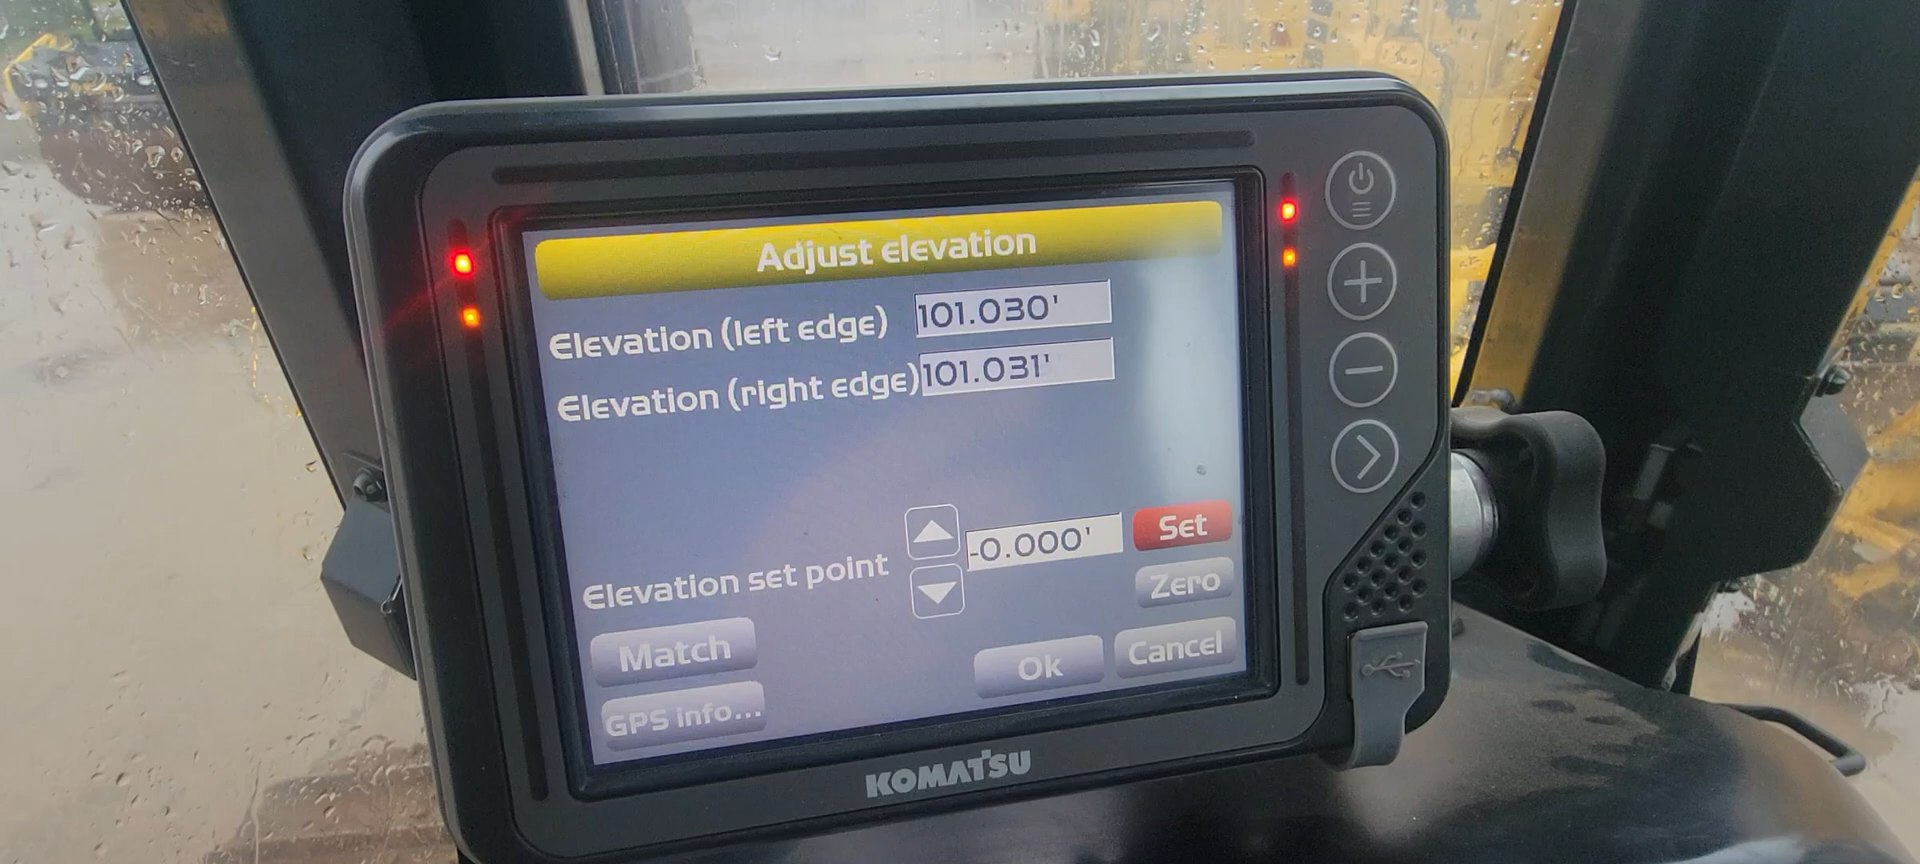 Adjust elevation
Elevation (left edge) 101.030'
Elevation (right edge) 101.031'
Elevation set point -0.000' Set
Zero
Match Ok Cancel
GPS info...
KOMATSU